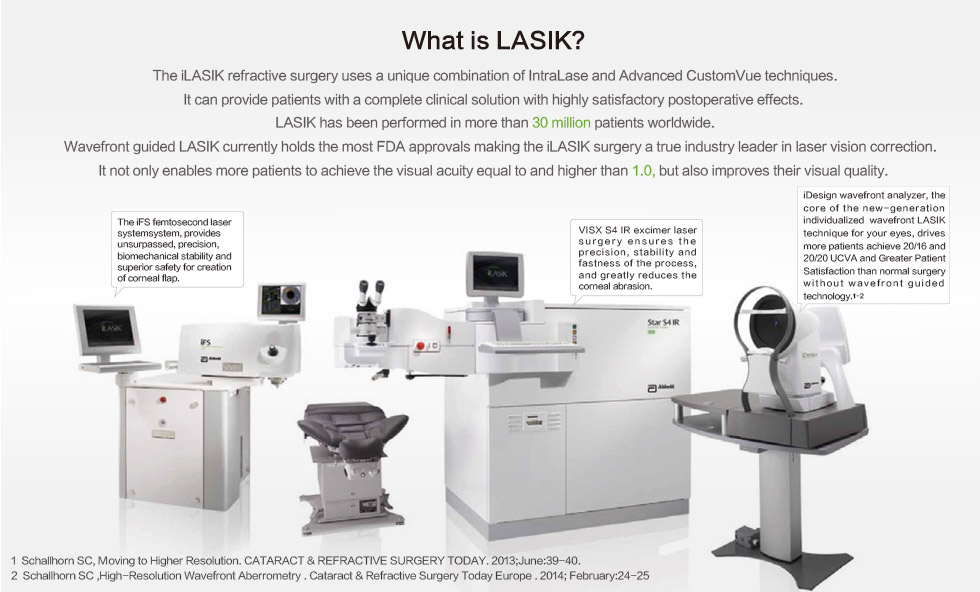 What is LASIK?
The iLASIK refractive surgery uses a unique combination of IntraLase and Advanced CustomVue techniques.
It can provide patients with a complete clinical solution with highly satisfactory postoperative effects.
LASIK has been performed in more than 30 million patients worldwide.
Wavefront guided LASIK currently holds the most FDA approvals making the iLASIK surgery a true industry leader in laser vision correction.
It not only enables more patients to achieve the visual acuity equal to and higher than 1.0, but also improves their visual quality.
The iFS femtosecond laser
systemsystem, provides
unsurpassed, precision,
biomechanical stability and
superior safety for creation
of corneal flap.
VISX S4 IR excimer laser
surgery ensures the
precision, stability and
fastness of the process,
and greatly reduces the
corneal abrasion.
iDesign wavefront analyzer, the
core of the new-generation
individualized wavefront LASIK
technique for your eyes, drives
more patients achieve 20/16 and
20/20 UCVA and Greater Patient
Satisfaction than normal surgery
without wavefront guided
technology.1-2
iLASIK
iFS
Abbott
iLASIK
Star S4 IR
Abbott
iDesign
Abbott
1 Schallhorn SC, Moving to Higher Resolution. CATARACT & REFRACTIVE SURGERY TODAY. 2013;June:39-40.
2 Schallhorn SC ,High-Resolution Wavefront Aberrometry . Cataract & Refractive Surgery Today Europe . 2014; February:24-25